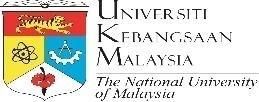 UNIVERSITI
KEBANGSAAN
MALAYSIA
The National University
of Malaysia